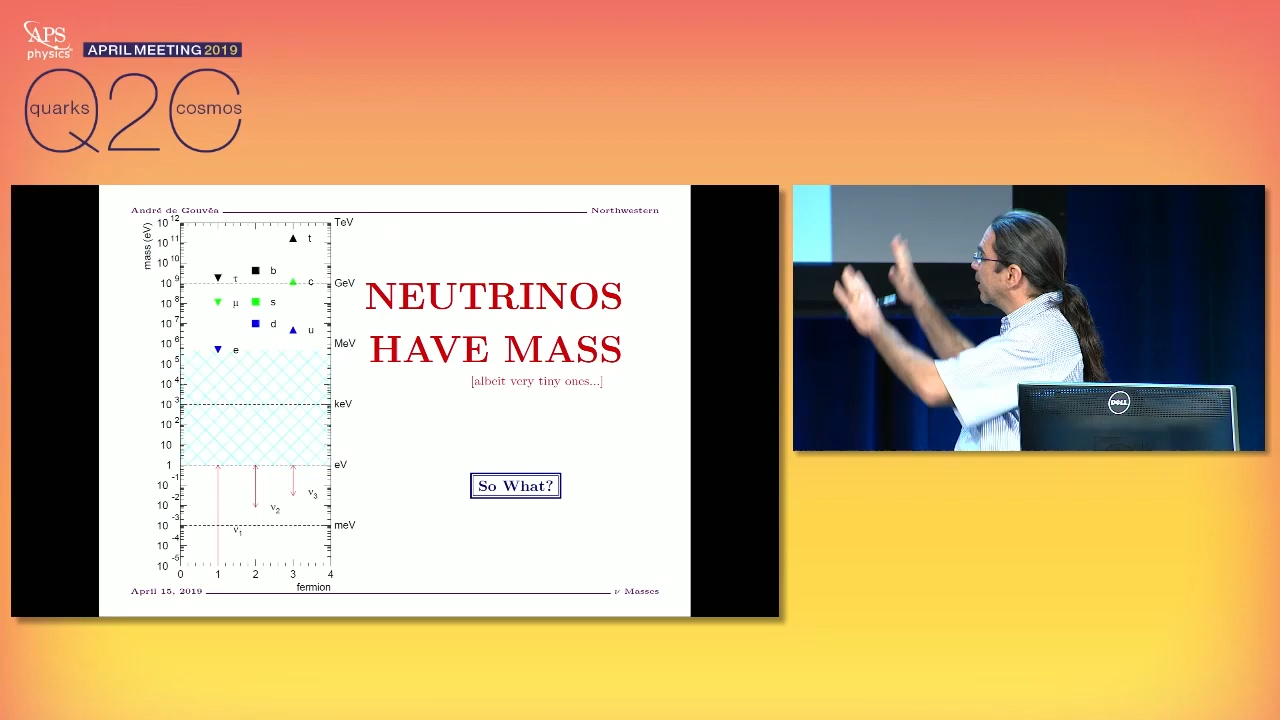 APS
physics
APRIL MEETING 2019
Q2C
quarks
cosmos
André de Gouvêa
Northwestern
mass (eV)
10 12
10 11
10 10
10 9
10 8
10 7
10 6
10 5
10 4
10 3
10 2
10
1
10 -1
10 -2
10 -3
10 -4
10 -5
TeV
GeV
MeV
keV
eV
meV
t
b
τ
c
μ
s
d
u
e
ν3
ν2
ν1
0 1 2 3 4
fermion
NEUTRINOS
HAVE MASS
[albeit very tiny ones...]
So What?
April 15, 2019
ν Masses
DELL